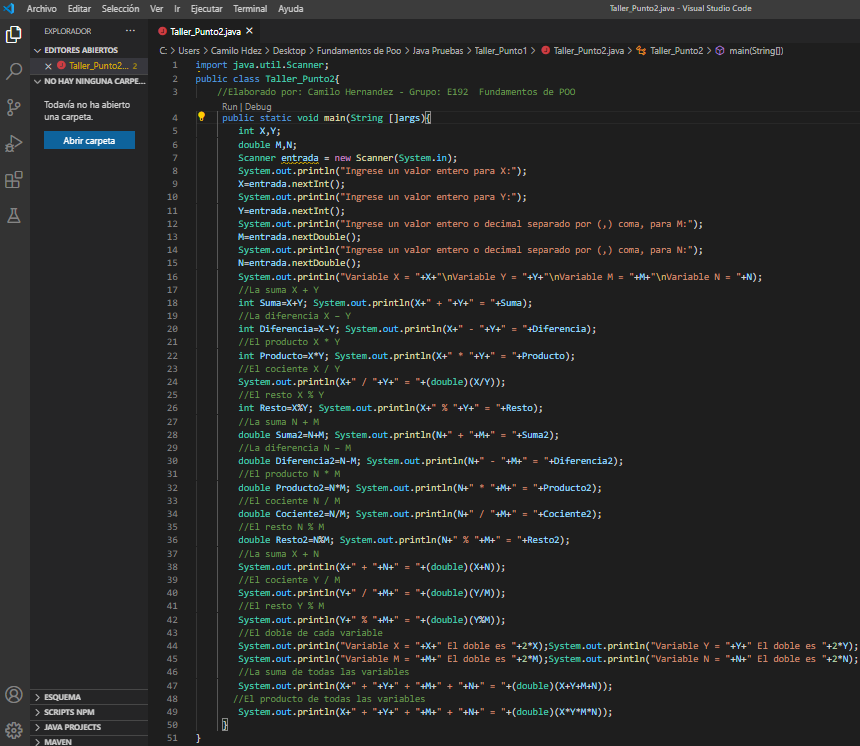 Archivo Editar Selección Ver Ir Ejecutar Terminal Ayuda Taller_Punto2.java - Visual Studio Code
EXPLORADOR ···
EDITORES ABIERTOS
Taller_Punto2... 2
NO HAY NINGUNA CARPE...
Todavía no ha abierto
una carpeta.
Abrir carpeta
ESQUEMA
SCRIPTS NPM
JAVA PROJECTS
MAVEN
Taller_Punto2.java
C: > Users > Camilo Hdez > Desktop > Fundamentos de Poo > Java Pruebas > Taller_Punto1 > Taller_Punto2.java > Taller_Punto2 > main(String[])
1 import java.util.Scanner;
2 public class Taller_Punto2{
3 //Elaborado por: Camilo Hernandez - Grupo: E192  Fundamentos de POO
Run | Debug
4 public static void main(String []args){
5 int X,Y;
6 double M,N;
7 Scanner entrada = new Scanner(System.in);
8 System.out.println("Ingrese un valor entero para X:");
9 X=entrada.nextInt();
10 System.out.println("Ingrese un valor entero para Y:");
11 Y=entrada.nextInt();
12 System.out.println("Ingrese un valor entero o decimal separado por (,) coma, para M:");
13 M=entrada.nextDouble();
14 System.out.println("Ingrese un valor entero o decimal separado por (,) coma, para N:");
15 N=entrada.nextDouble();
16 System.out.println("Variable X = "+X+"\nVariable Y = "+Y+"\nVariable M = "+M+"\nVariable N = "+N);
17 //La suma X + Y
18 int Suma=X+Y; System.out.println(X+" + "+Y+" = "+Suma);
19 //La diferencia X – Y
20 int Diferencia=X-Y; System.out.println(X+" - "+Y+" = "+Diferencia);
21 //El producto X * Y
22 int Producto=X*Y; System.out.println(X+" * "+Y+" = "+Producto);
23 //El cociente X / Y
24 System.out.println(X+" / "+Y+" = "+(double)(X/Y));
25 //El resto X % Y
26 int Resto=X%Y; System.out.println(X+" % "+Y+" = "+Resto);
27 //La suma N + M
28 double Suma2=N+M; System.out.println(N+" + "+M+" = "+Suma2);
29 //La diferencia N – M
30 double Diferencia2=N-M; System.out.println(N+" - "+M+" = "+Diferencia2);
31 //El producto N * M
32 double Producto2=N*M; System.out.println(N+" * "+M+" = "+Producto2);
33 //El cociente N / M
34 double Cociente2=N/M; System.out.println(N+" / "+M+" = "+Cociente2);
35 //El resto N % M
36 double Resto2=N%M; System.out.println(N+" % "+M+" = "+Resto2);
37 //La suma X + N
38 System.out.println(X+" + "+N+" = "+(double)(X+N));
39 //El cociente Y / M
40 System.out.println(Y+" / "+M+" = "+(double)(Y/M));
41 //El resto Y % M
42 System.out.println(Y+" % "+M+" = "+(double)(Y%M));
43 //El doble de cada variable
44 System.out.println("Variable X = "+X+" El doble es "+2*X);System.out.println("Variable Y = "+Y+" El doble es "+2*Y);
45 System.out.println("Variable M = "+M+" El doble es "+2*M);System.out.println("Variable N = "+N+" El doble es "+2*N);
46 //La suma de todas las variables
47 System.out.println(X+" + "+Y+" + "+M+" + "+N+" = "+(double)(X+Y+M+N));
48 //El producto de todas las variables
49 System.out.println(X+" + "+Y+" + "+M+" + "+N+" = "+(double)(X*Y*M*N));
50 }
51 }